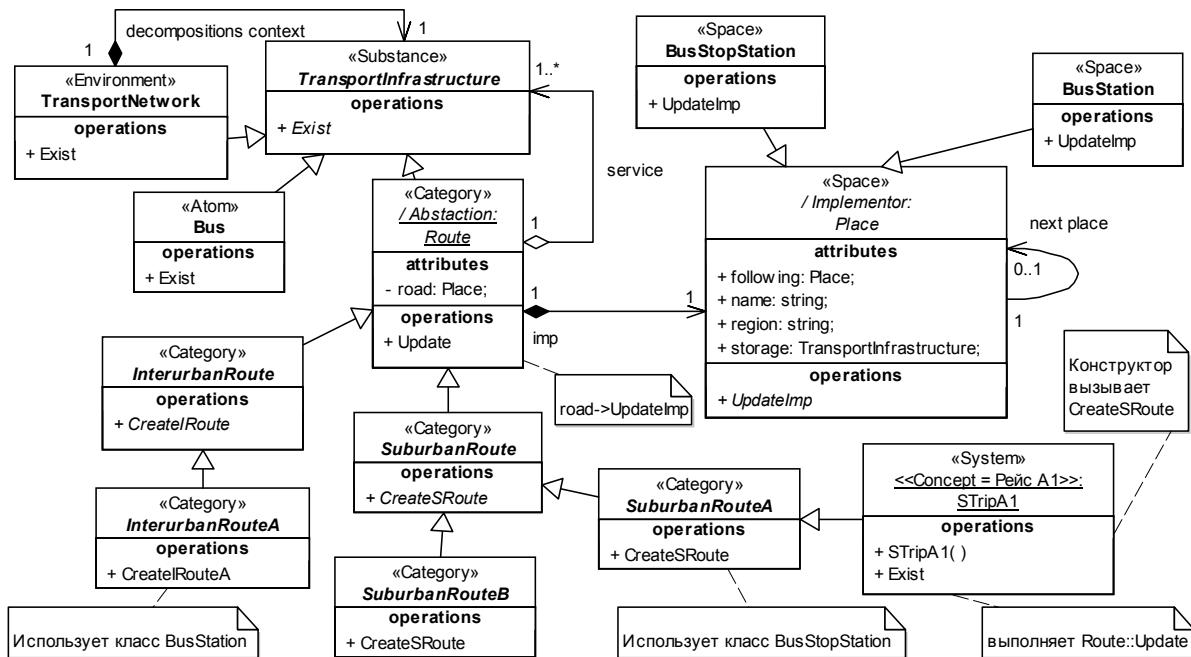 1
decompositions context
1
«Environment»
TransportNetwork
operations
+ Exist
«Substance»
TransportInfrastructure
operations
+ Exist
1..*
service
«Atom»
Bus
operations
+ Exist
«Category»
/ Abstaction:
Route
attributes
- road: Place;
operations
+ Update
1
1
imp
1
road->UpdateImp
«Space»
BusStopStation
operations
+ UpdateImp
«Space»
BusStation
operations
+ UpdateImp
«Space»
/ Implementor:
Place
attributes
+ following: Place;
+ name: string;
+ region: string;
+ storage: TransportInfrastructure;
operations
+ UpdateImp
next place
0..1
1
Конструктор
вызывает
CreateSRoute
«Category»
InterurbanRoute
operations
+ CreateIRoute
«Category»
InterurbanRouteA
operations
+ CreateIRouteA
Использует класс BusStation
«Category»
SuburbanRoute
operations
+ CreateSRoute
«Category»
SuburbanRouteB
operations
+ CreateSRoute
«Category»
SuburbanRouteA
operations
+ CreateSRoute
Использует класс BusStopStation
«System»
<<Concept = Рейс A1>>:
STripA1
operations
+ STripA1( )
+ Exist
выполняет Route::Update